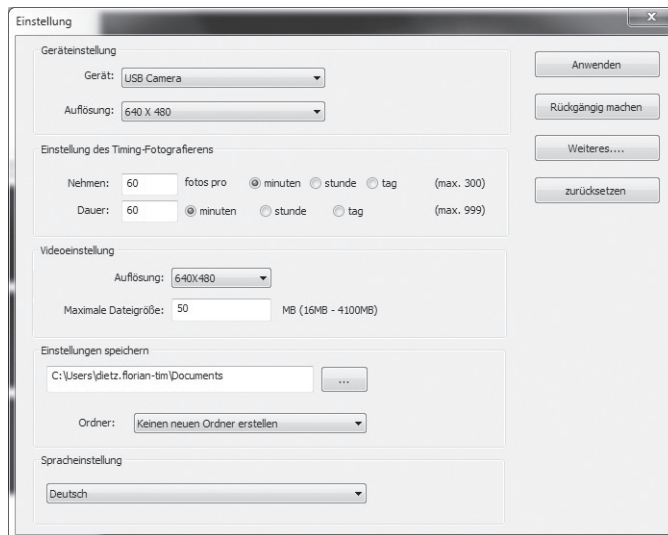 Einstellung
x
Geräteinstellung
Gerät: USB Camera
Auflösung: 640 X 480
Einstellung des Timing-Fotografierens
Nehmen: 60 fotos pro minuten stunde tag (max. 300)
Dauer: 60 minuten stunde tag (max. 999)
Videoeinstellung
Auflösung: 640X480
Maximale Dateigröße: 50 MB (16MB - 4100MB)
Einstellungen speichern
C:\Users\dietz.florian-tim\Documents ...
Ordner: Keinen neuen Ordner erstellen
Spracheinstellung
Deutsch
Anwenden
Rückgängig machen
Weiteres....
zurücksetzen